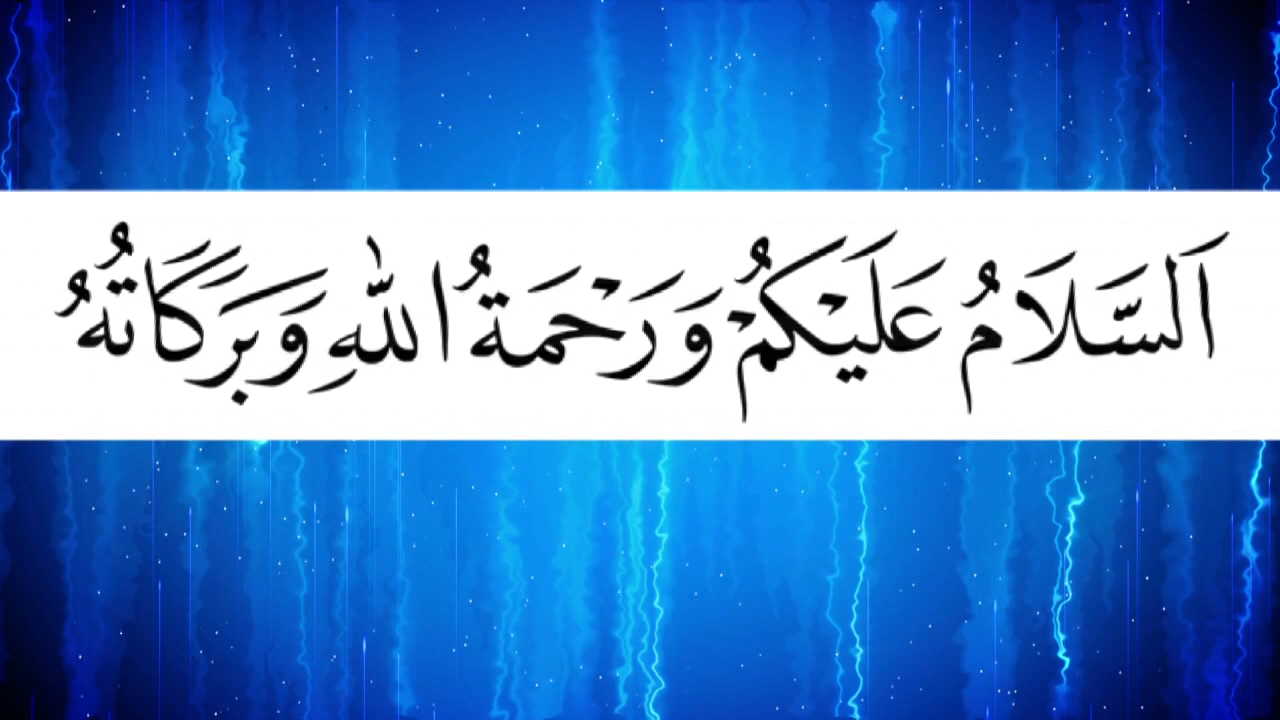 اَلسَّلَامُ عَلَيْكُمْ وَرَحْمَةُ اللّٰهِ وَبَرَكَاتُهُ